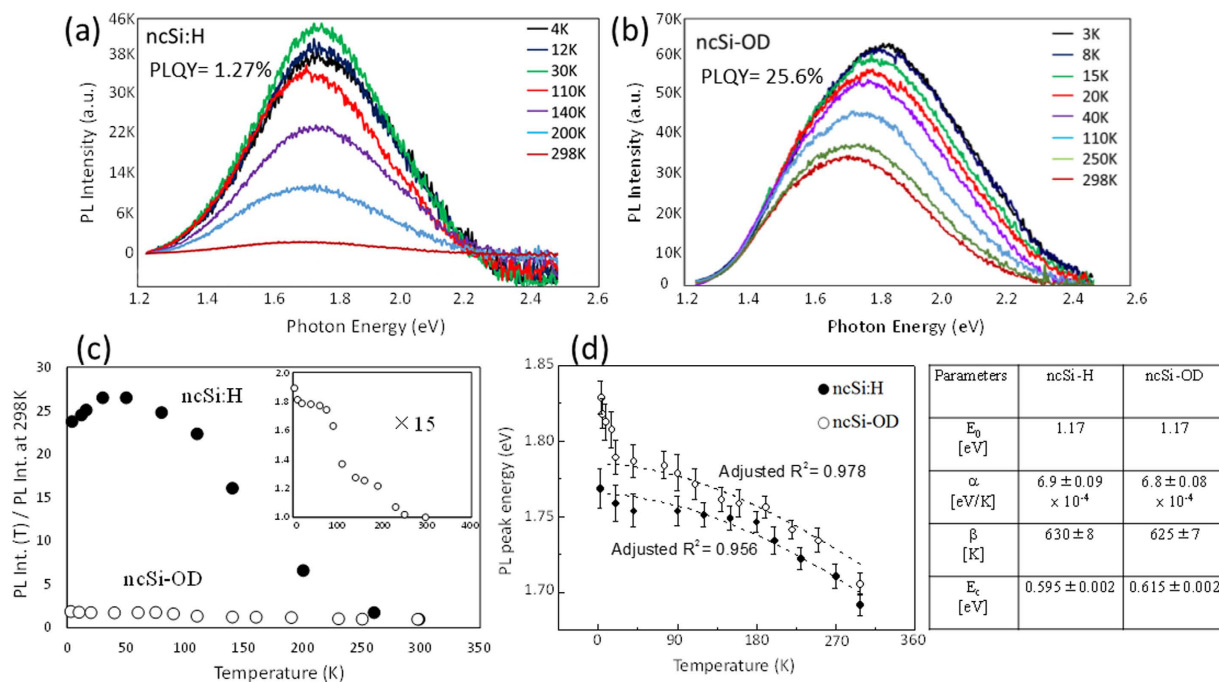 (a)
ncSi:H
PLQY= 1.27%
46K
38K
30K
22K
14K
6K
0
PL Intensity (a.u.)
4K
12K
30K
110K
140K
200K
298K
1.2
1.4
1.6
1.8
2.0
2.2
2.4
2.6
Photon Energy (eV)
(b)
ncSi-OD
PLQY= 25.6%
70K
60K
50K
40K
30K
20K
10K
0
PL Intensity (a.u.)
3K
8K
15K
20K
40K
110K
250K
298K
1.2
1.4
1.6
1.8
2.0
2.2
2.4
2.6
Photon Energy (eV)
(c)
30
25
20
15
10
5
0
PL Int. (T) / PL Int. at 298K
ncSi:H
ncSi-OD
2.0
1.8
1.6
1.4
1.2
1.0
× 15
0
100
200
300
400
0
50
100
150
200
250
300
Temperature (K)
(d)
1.85
1.80
1.75
1.70
PL peak energy (eV)
ncSi:H
ncSi-OD
Adjusted R² = 0.978
Adjusted R² = 0.956
0
90
180
270
360
Temperature (K)
Parameters ncSi-H ncSi-OD
E₀ [eV] 1.17 1.17
α [eV/K] 6.9 ± 0.09 × 10⁻⁴ 6.8 ± 0.08 × 10⁻⁴
β [K] 630 ± 8 625 ± 7
E꜀ [eV] 0.595 ± 0.002 0.615 ± 0.002